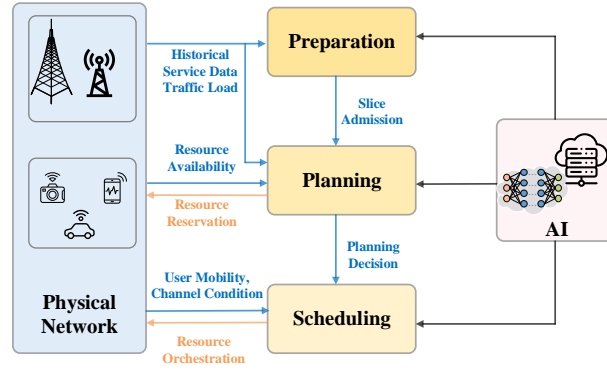 Preparation
Historical
Service Data
Traffic Load
Slice
Admission
Resource
Availability
Planning
Resource
Reservation
AI
Planning
Decision
User Mobility,
Channel Condition
Physical
Network
Scheduling
Resource
Orchestration